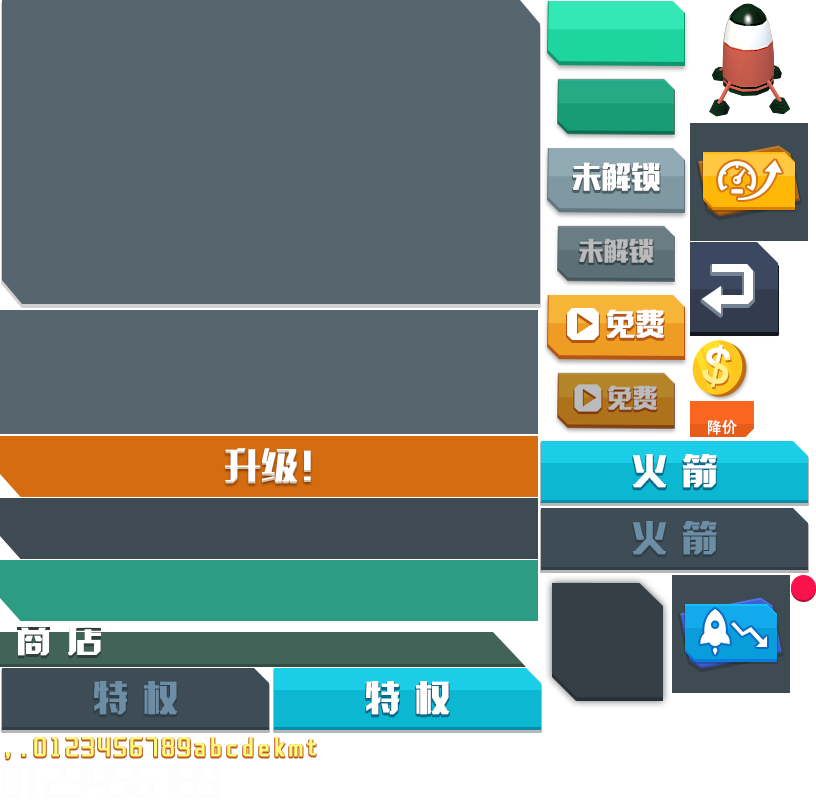 未解锁
未解锁
免费
免费
$
降价
升级!
火箭
火箭
商店
特权
特权
,.0123456789abcdekmt